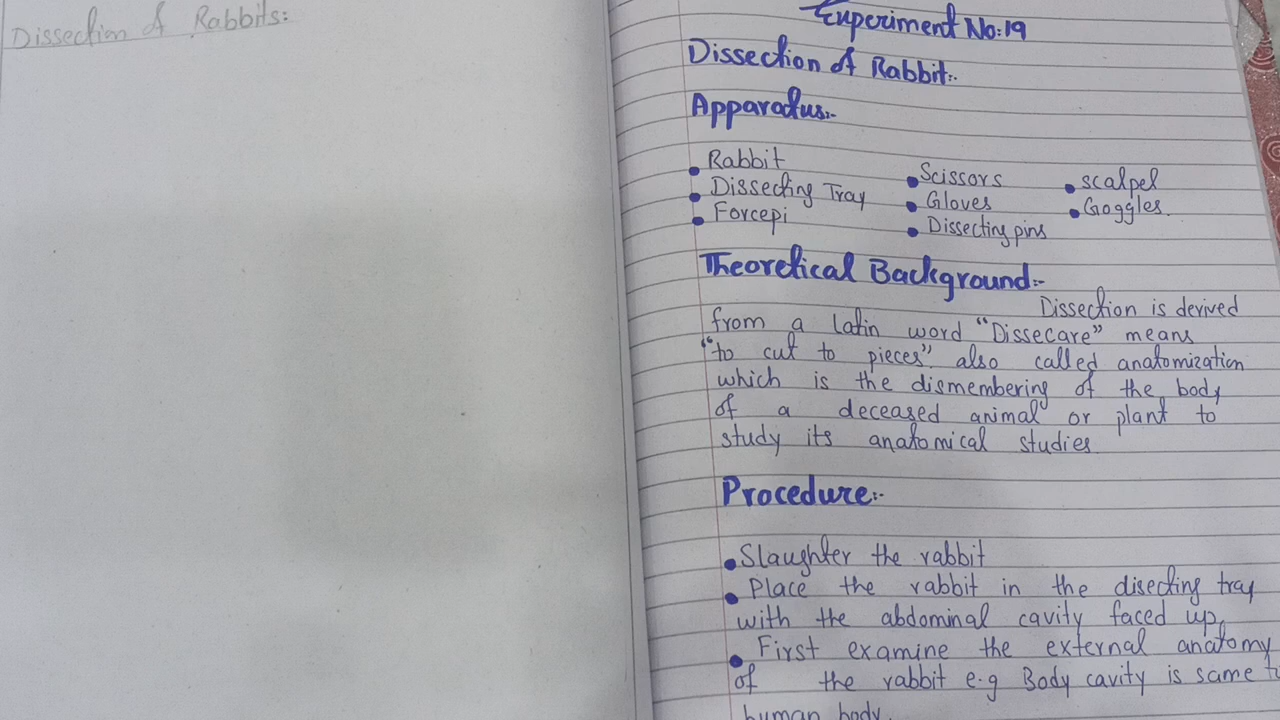 Dissection of Rabbits:
Experiment No:19
Dissection of Rabbit:-
Apparatus:-
• Rabbit
• Dissecting Tray
• Forcepi
• Scissors
• Gloves
• Dissecting pins
• scalpel
• Goggles.
Theoretical Background:-
Dissection is derived
from a Latin word "Dissecare" means
"to cut to pieces" also called anatomization
which is the dismembering of the body
of a deceased animal or plant to
study its anatomical studies.
Procedure:-
• Slaughter the rabbit
• Place the rabbit in the disecting tray
with the abdominal cavity faced up.
• First examine the external anatomy
of the rabbit e.g Body cavity is same to
human body.